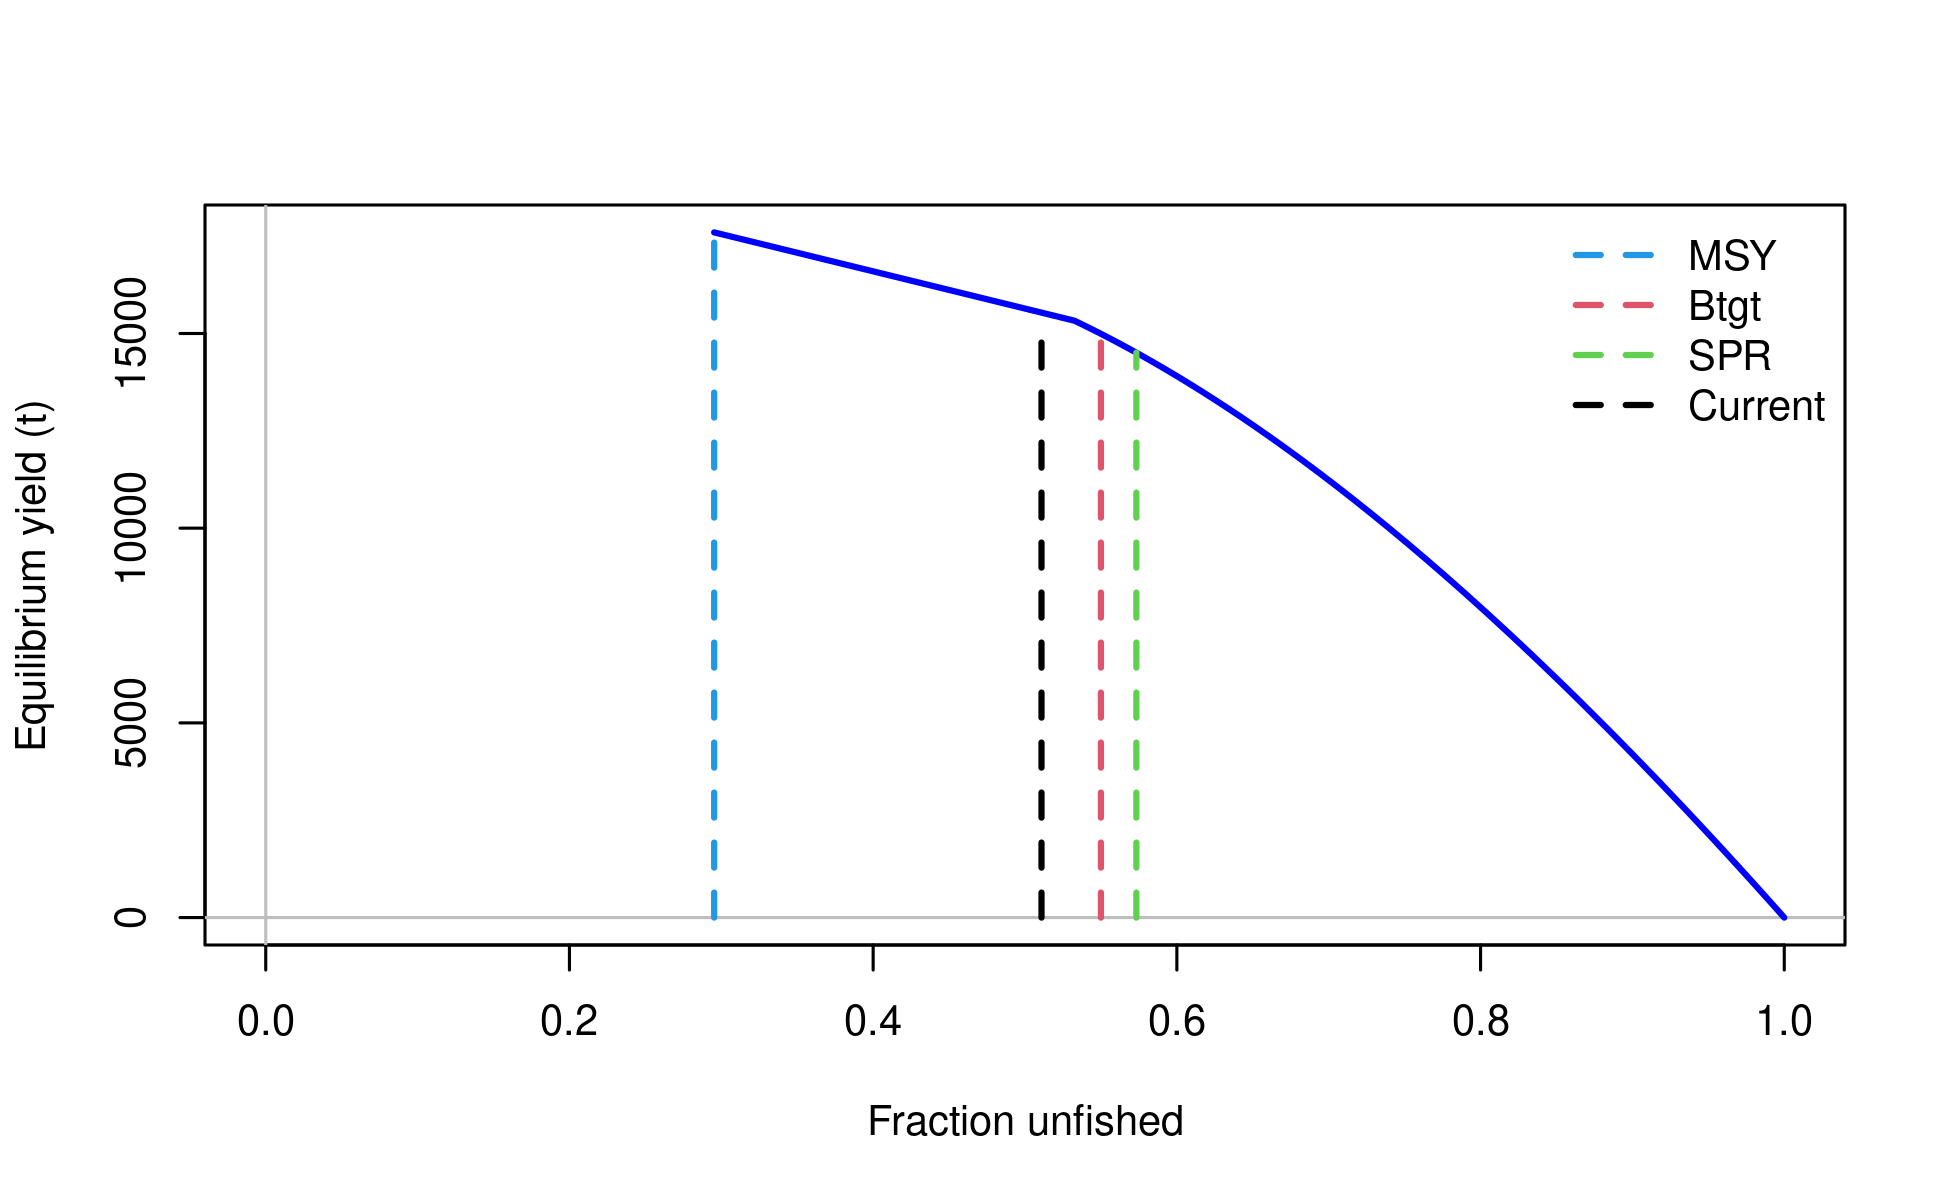 MSY
Btgt
SPR
Current
Equilibrium yield (t)
15000
10000
5000
0
0.0 0.2 0.4 0.6 0.8 1.0
Fraction unfished